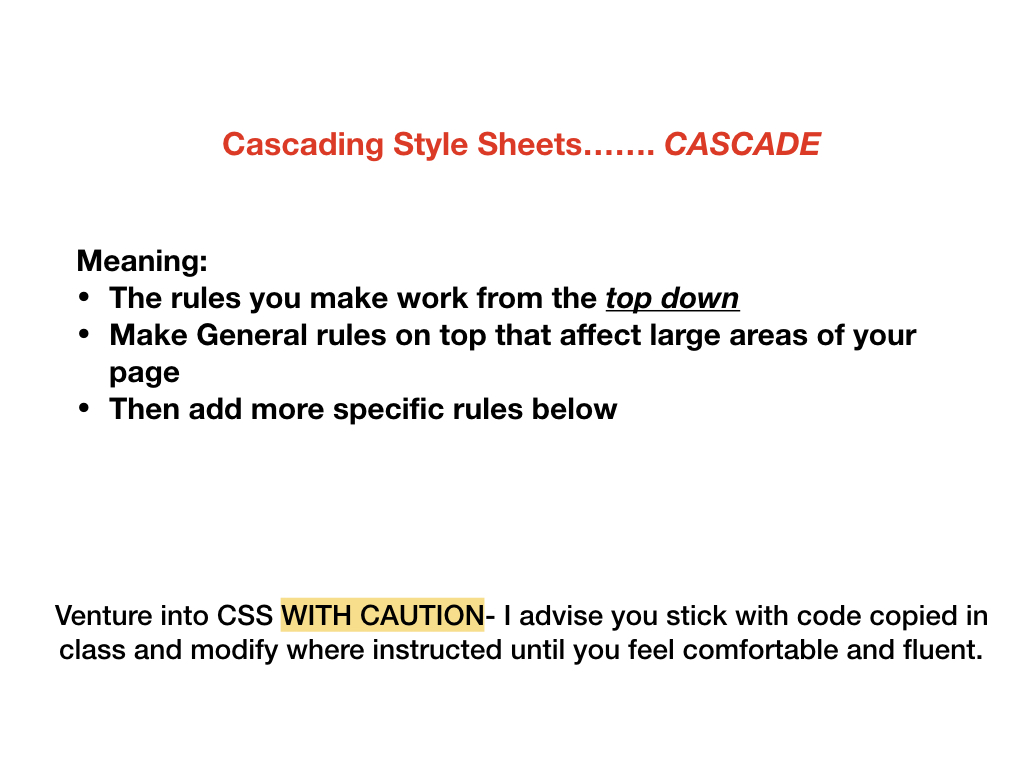 Cascading Style Sheets……. CASCADE
Meaning:
• The rules you make work from the top down
• Make General rules on top that affect large areas of your
page
• Then add more specific rules below
Venture into CSS WITH CAUTION- I advise you stick with code copied in
class and modify where instructed until you feel comfortable and fluent.